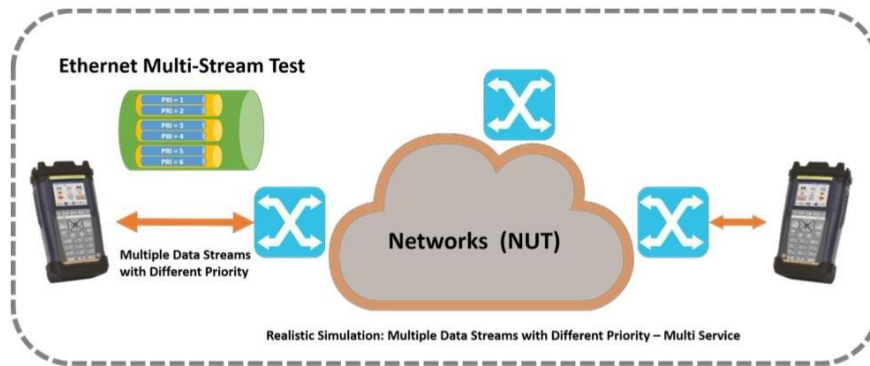 Ethernet Multi-Stream Test
PRI = 1
PRI = 2
PRI = 3
PRI = 4
PRI = 5
PRI = 6
Multiple Data Streams
with Different Priority
Networks (NUT)
Realistic Simulation: Multiple Data Streams with Different Priority – Multi Service